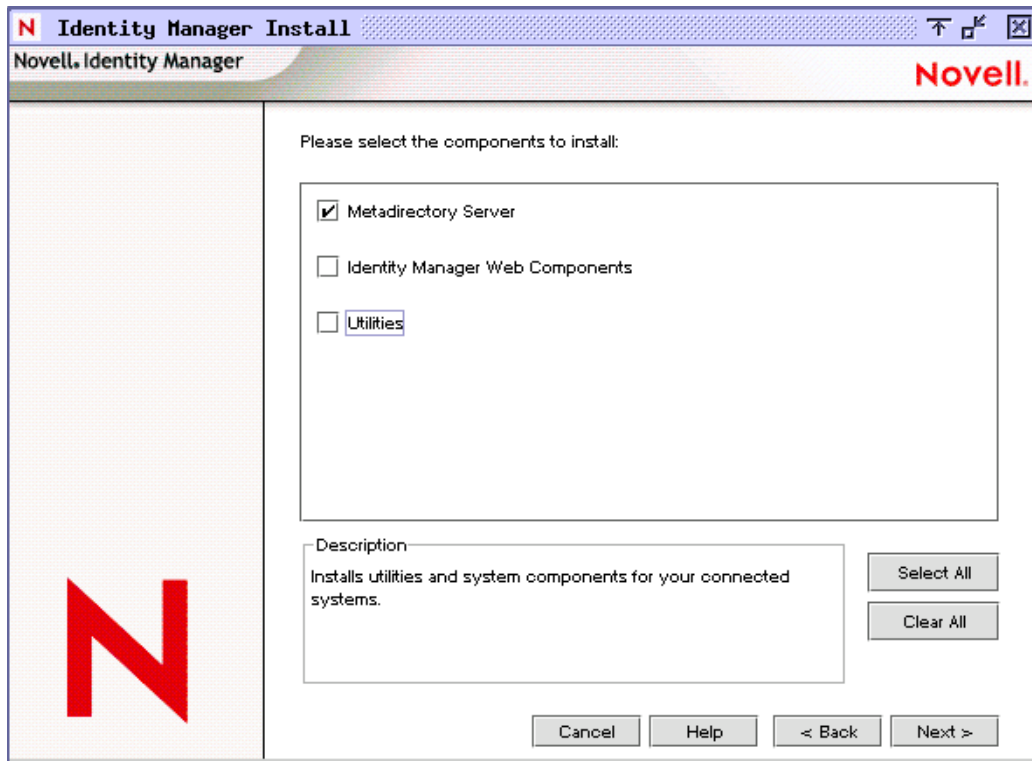 N Identity Manager Install
Novell. Identity Manager
Novell.
Please select the components to install:
Metadirectory Server
Identity Manager Web Components
Utilities
Description
Installs utilities and system components for your connected
systems.
Select All
Clear All
N
Cancel Help < Back Next >